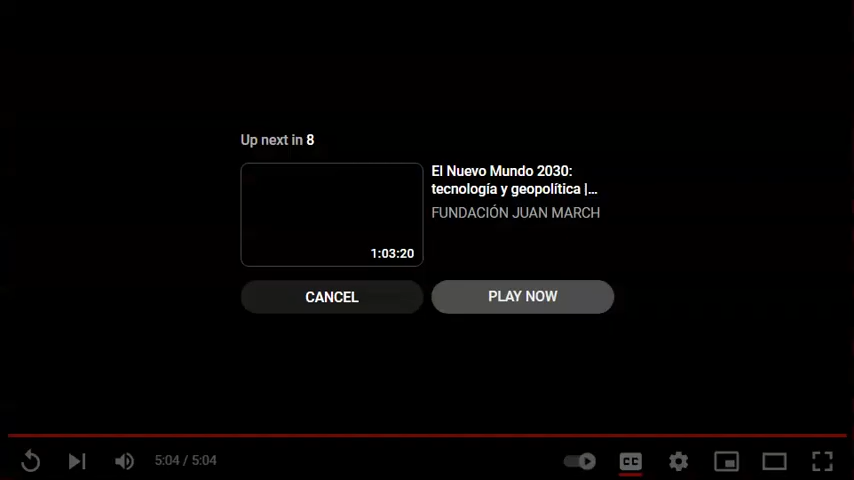 Up next in 8
El Nuevo Mundo 2030:
tecnología y geopolítica |...
FUNDACIÓN JUAN MARCH
1:03:20
CANCEL
PLAY NOW
5:04 / 5:04
CC